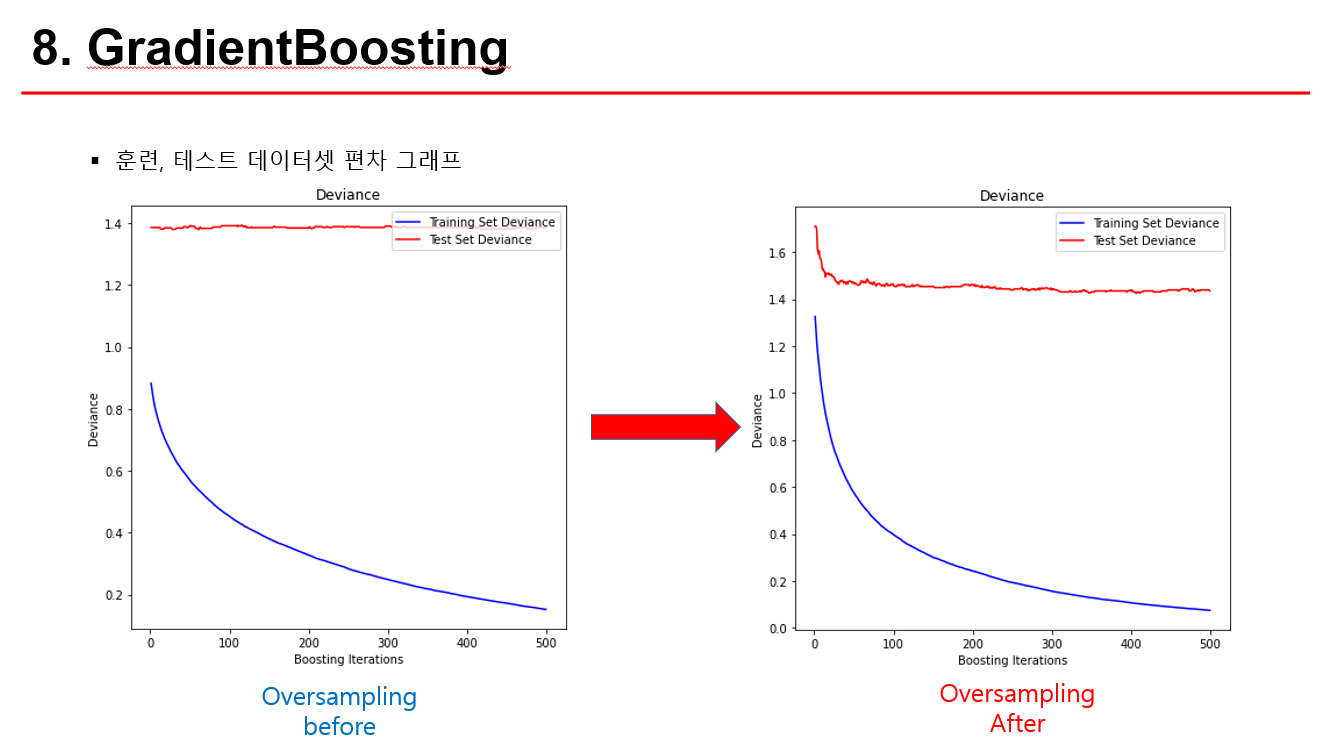 8. GradientBoosting
▪ 훈련, 테스트 데이터셋 편차 그래프
Deviance
Training Set Deviance
Test Set Deviance
1.4
1.2
1.0
0.8
0.6
0.4
0.2
Deviance
0 100 200 300 400 500
Boosting Iterations
Oversampling
before
Deviance
Training Set Deviance
Test Set Deviance
1.6
1.4
1.2
1.0
0.8
0.6
0.4
0.2
0.0
Deviance
0 100 200 300 400 500
Boosting Iterations
Oversampling
After